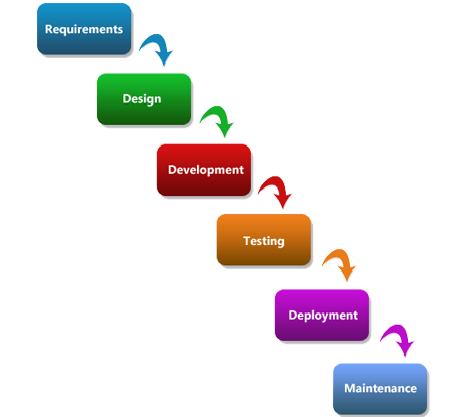 Requirements
Design
Development
Testing
Deployment
Maintenance